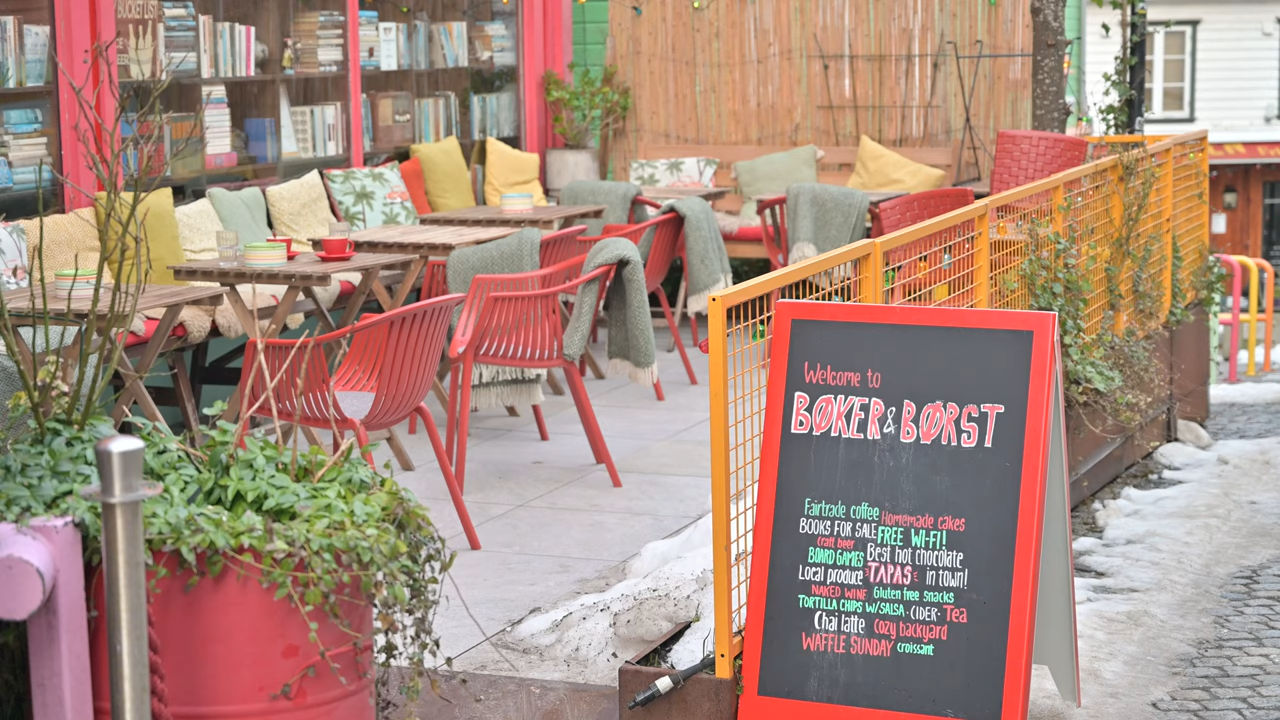 BUCKET LIST
Welcome to
BØKER & BØRST
Fairtrade coffee Homemade cakes
BOOKS FOR SALE FREE WI-FI!
craft beer
BOARD GAMES Best hot chocolate
Local produce TAPAS in town!
NAKED WINE Gluten free snacks
TORTILLA CHIPS W/SALSA - CIDER - Tea
Chai latte COZY backyard
WAFFLE SUNDAY croissant